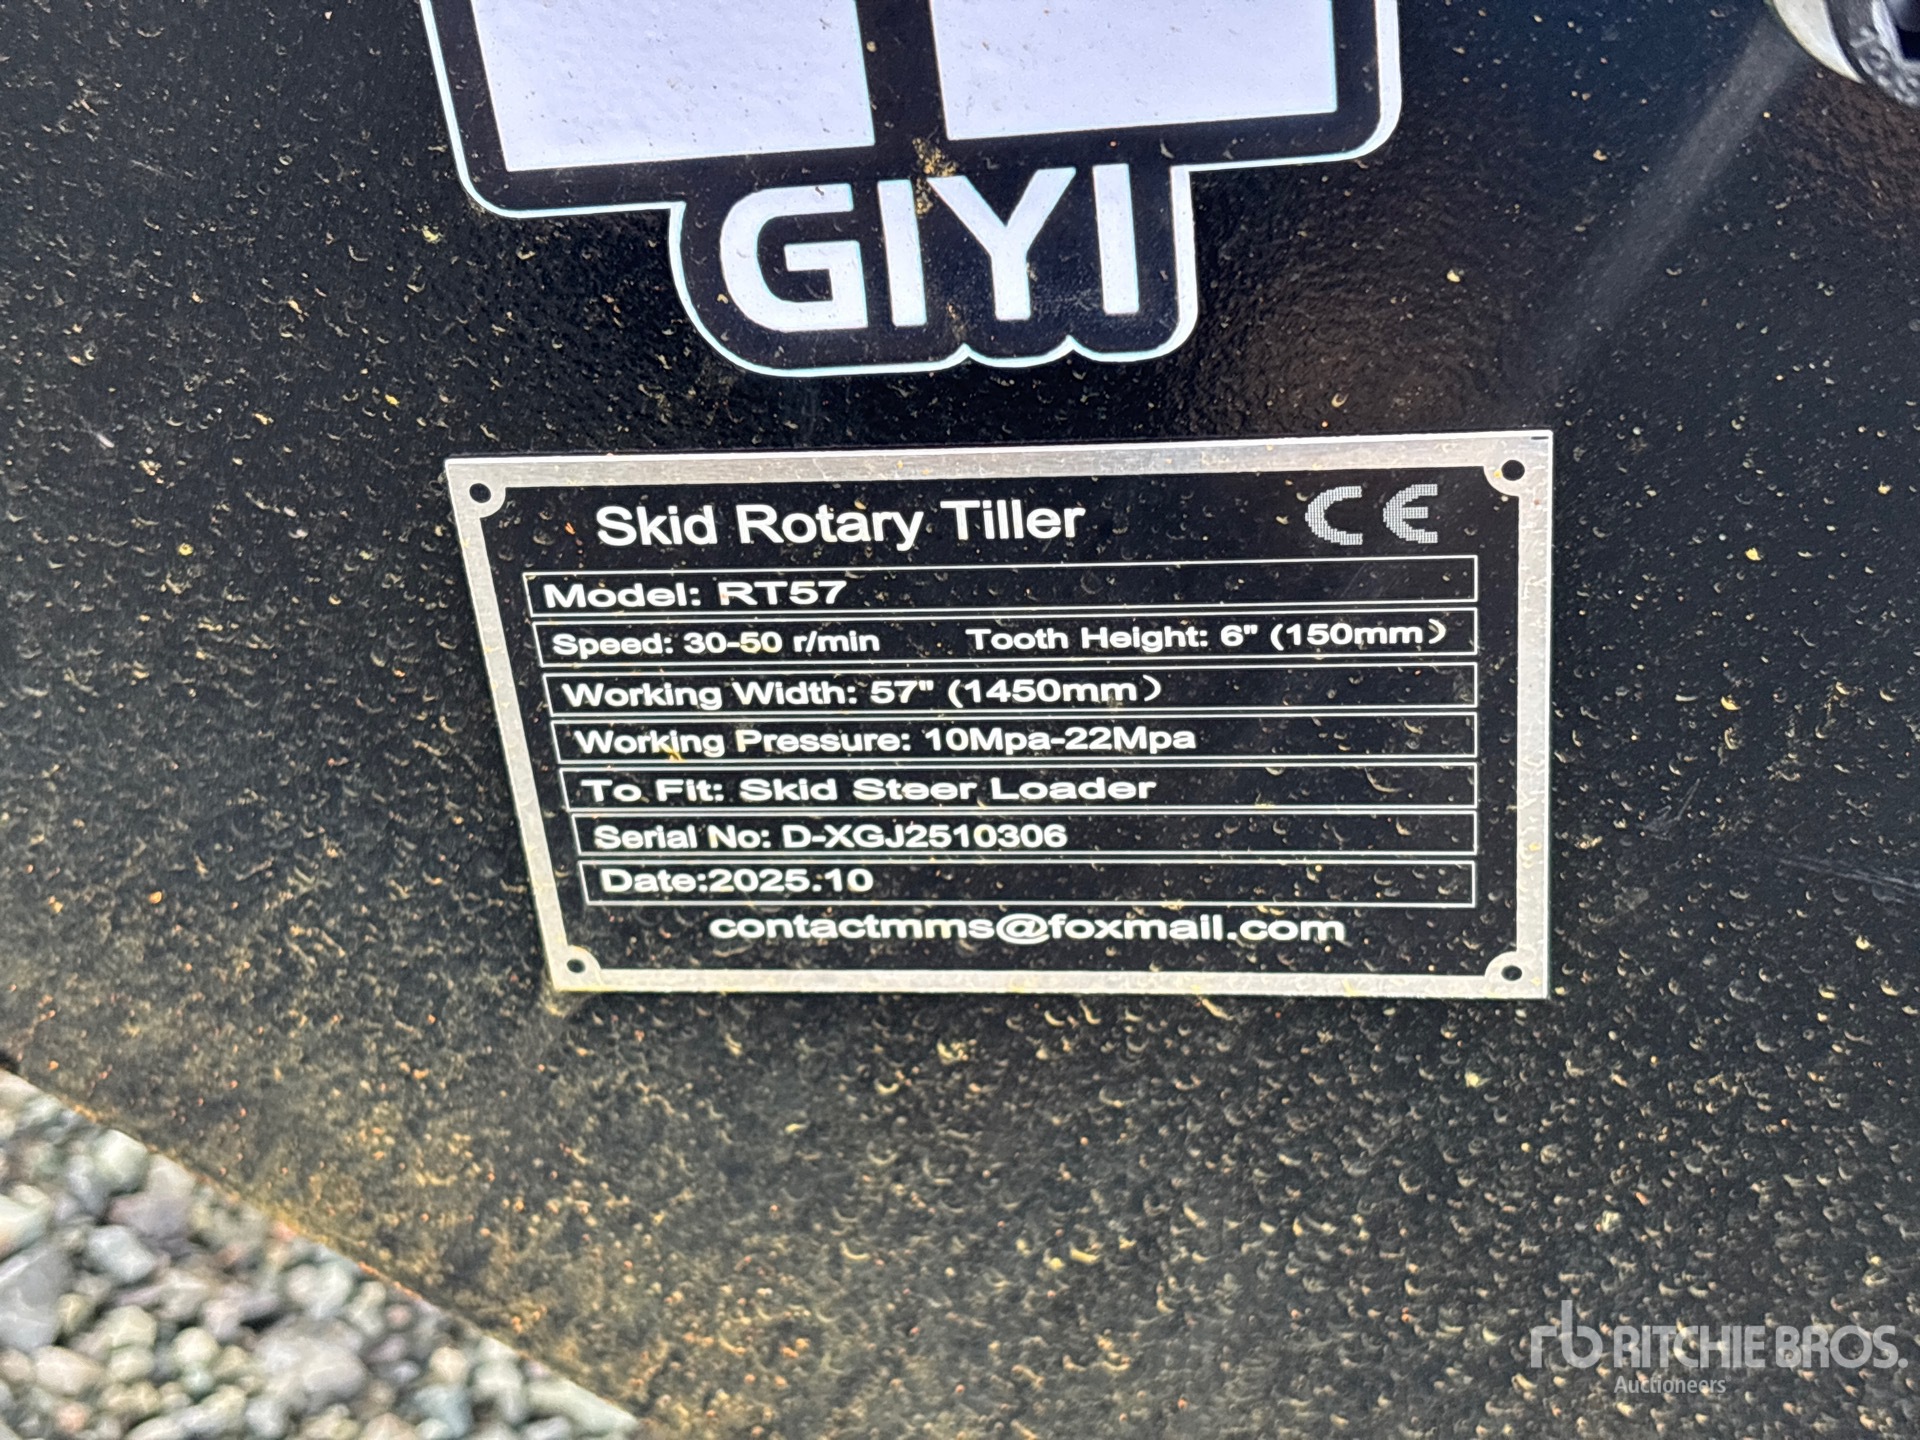 GIYI
Skid Rotary Tiller CE
Model: RT57
Speed: 30-50 r/min Tooth Height: 6" (150mm)
Working Width: 57" (1450mm)
Working Pressure: 10Mpa-22Mpa
To Fit: Skid Steer Loader
Serial No: D-XGJ2510306
Date:2025.10
contactmms@foxmail.com
rb RITCHIE BROS.
Auctioneers